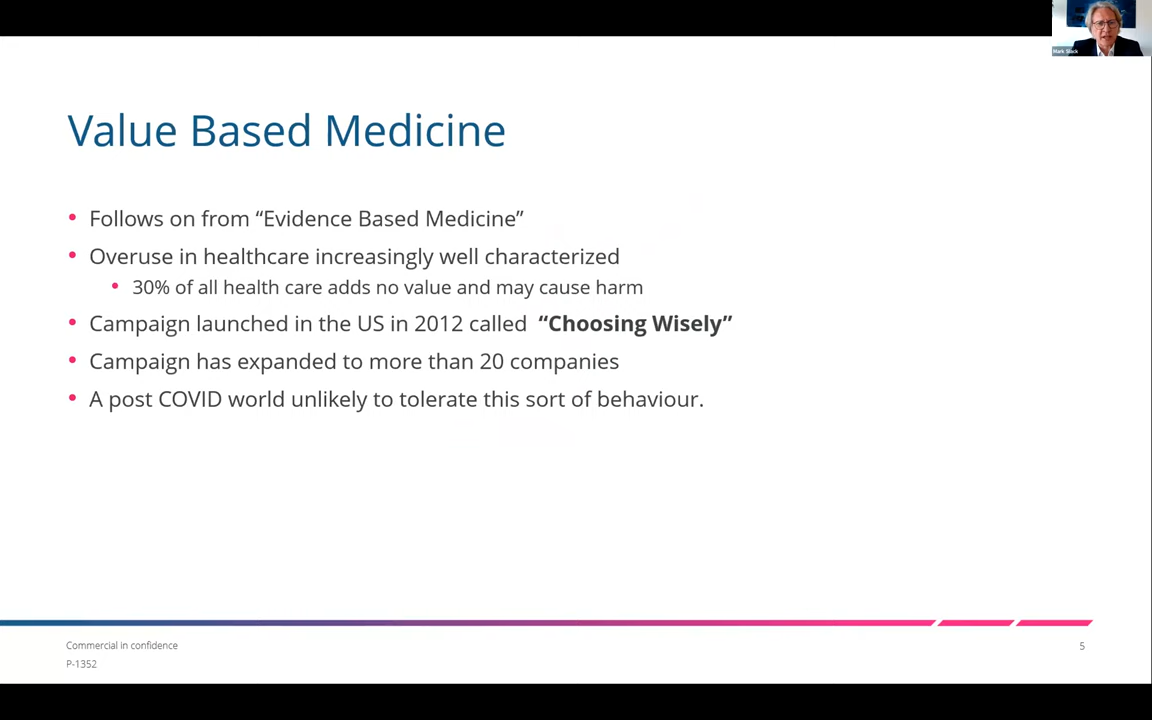 Mark Slack
Value Based Medicine
• Follows on from “Evidence Based Medicine”
• Overuse in healthcare increasingly well characterized
• 30% of all health care adds no value and may cause harm
• Campaign launched in the US in 2012 called “Choosing Wisely”
• Campaign has expanded to more than 20 companies
• A post COVID world unlikely to tolerate this sort of behaviour.
Commercial in confidence
5
P-1352